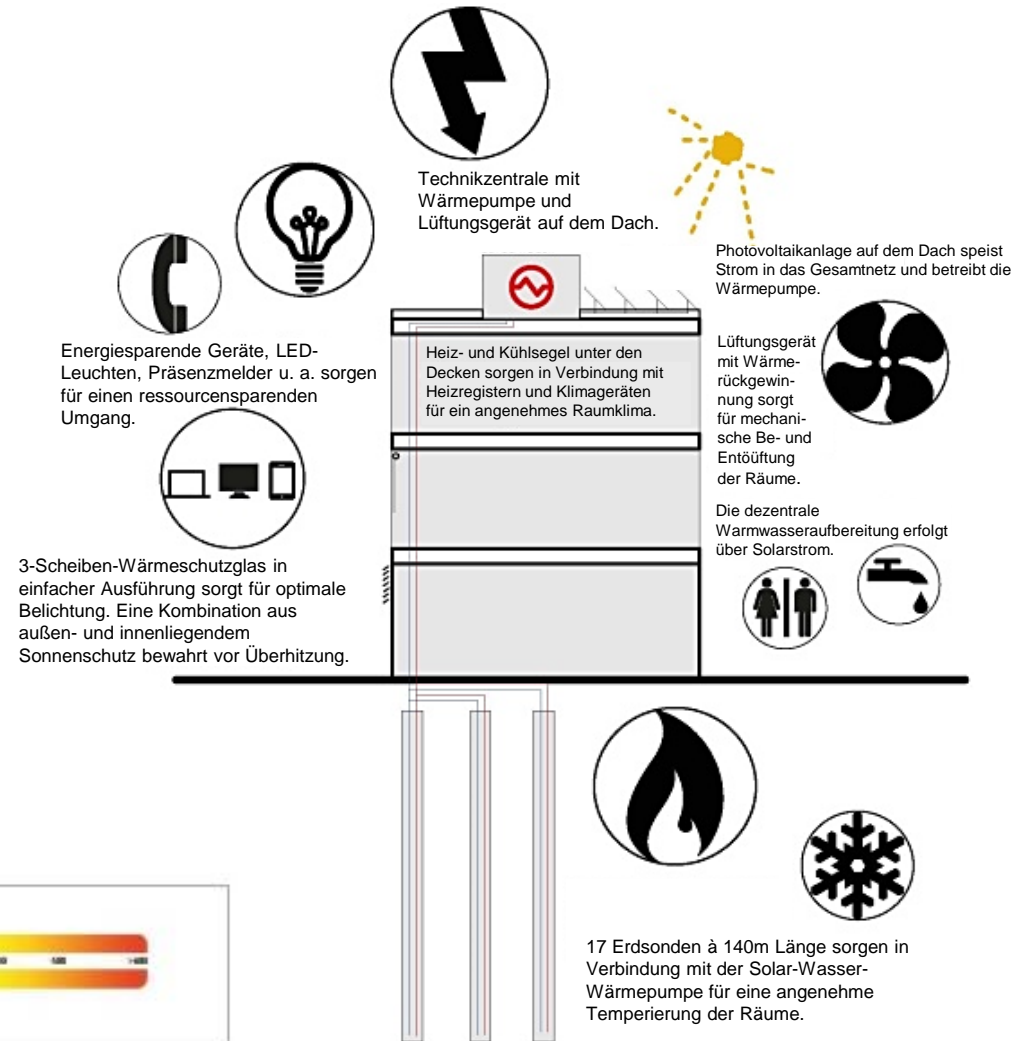 Technikzentrale mit
Wärmepumpe und
Lüftungsgerät auf dem Dach.
Photovoltaikanlage auf dem Dach speist
Strom in das Gesamtnetz und betreibt die
Wärmepumpe.
Energiesparende Geräte, LED-
Leuchten, Präsenzmelder u. a. sorgen
für einen ressourcensparenden
Umgang.
Heiz- und Kühlsegel unter den
Decken sorgen in Verbindung mit
Heizregistern und Klimageräten
für ein angenehmes Raumklima.
Lüftungsgerät
mit Wärme-
rückgewin-
nung sorgt
für mechani-
sche Be- und
Entöüftung
der Räume.
Die dezentrale
Warmwasseraufbereitung erfolgt
über Solarstrom.
3-Scheiben-Wärmeschutzglas in
einfacher Ausführung sorgt für optimale
Belichtung. Eine Kombination aus
außen- und innenliegendem
Sonnenschutz bewahrt vor Überhitzung.
17 Erdsonden à 140m Länge sorgen in
Verbindung mit der Solar-Wasser-
Wärmepumpe für eine angenehme
Temperierung der Räume.